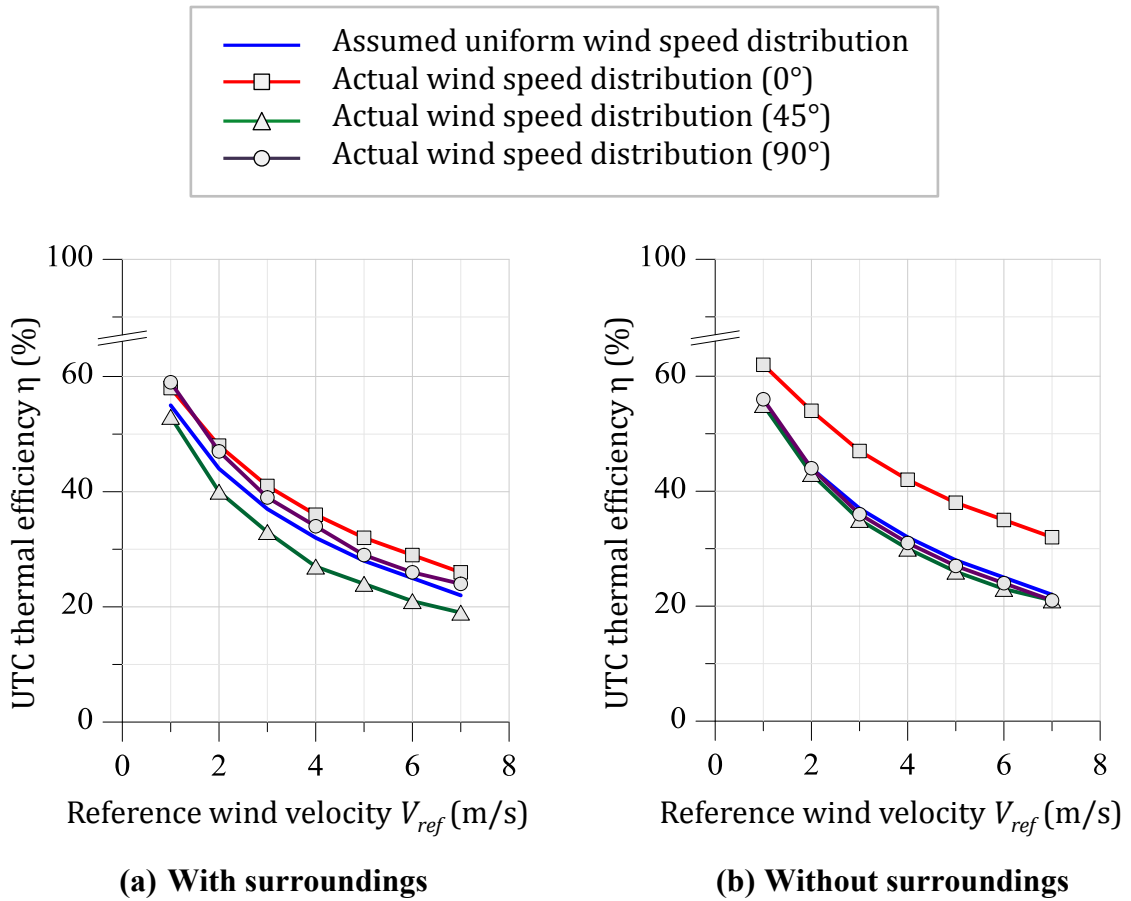 Assumed uniform wind speed distribution
Actual wind speed distribution (0°)
Actual wind speed distribution (45°)
Actual wind speed distribution (90°)
UTC thermal efficiency η (%)
100
60
40
20
0
0 2 4 6 8
Reference wind velocity V_ref (m/s)
(a) With surroundings
UTC thermal efficiency η (%)
100
60
40
20
0
0 2 4 6 8
Reference wind velocity V_ref (m/s)
(b) Without surroundings